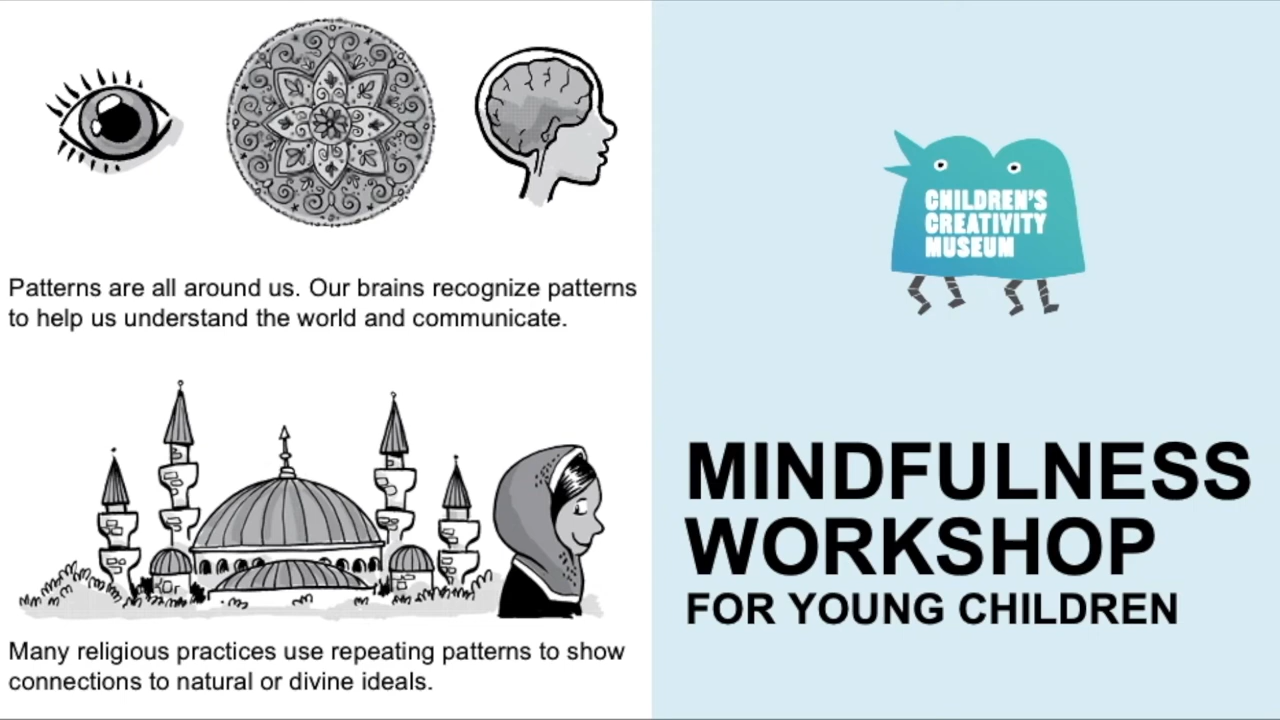 Patterns are all around us. Our brains recognize patterns
to help us understand the world and communicate.
Many religious practices use repeating patterns to show
connections to natural or divine ideals.
CHILDREN'S
CREATIVITY
MUSEUM
MINDFULNESS
WORKSHOP
FOR YOUNG CHILDREN